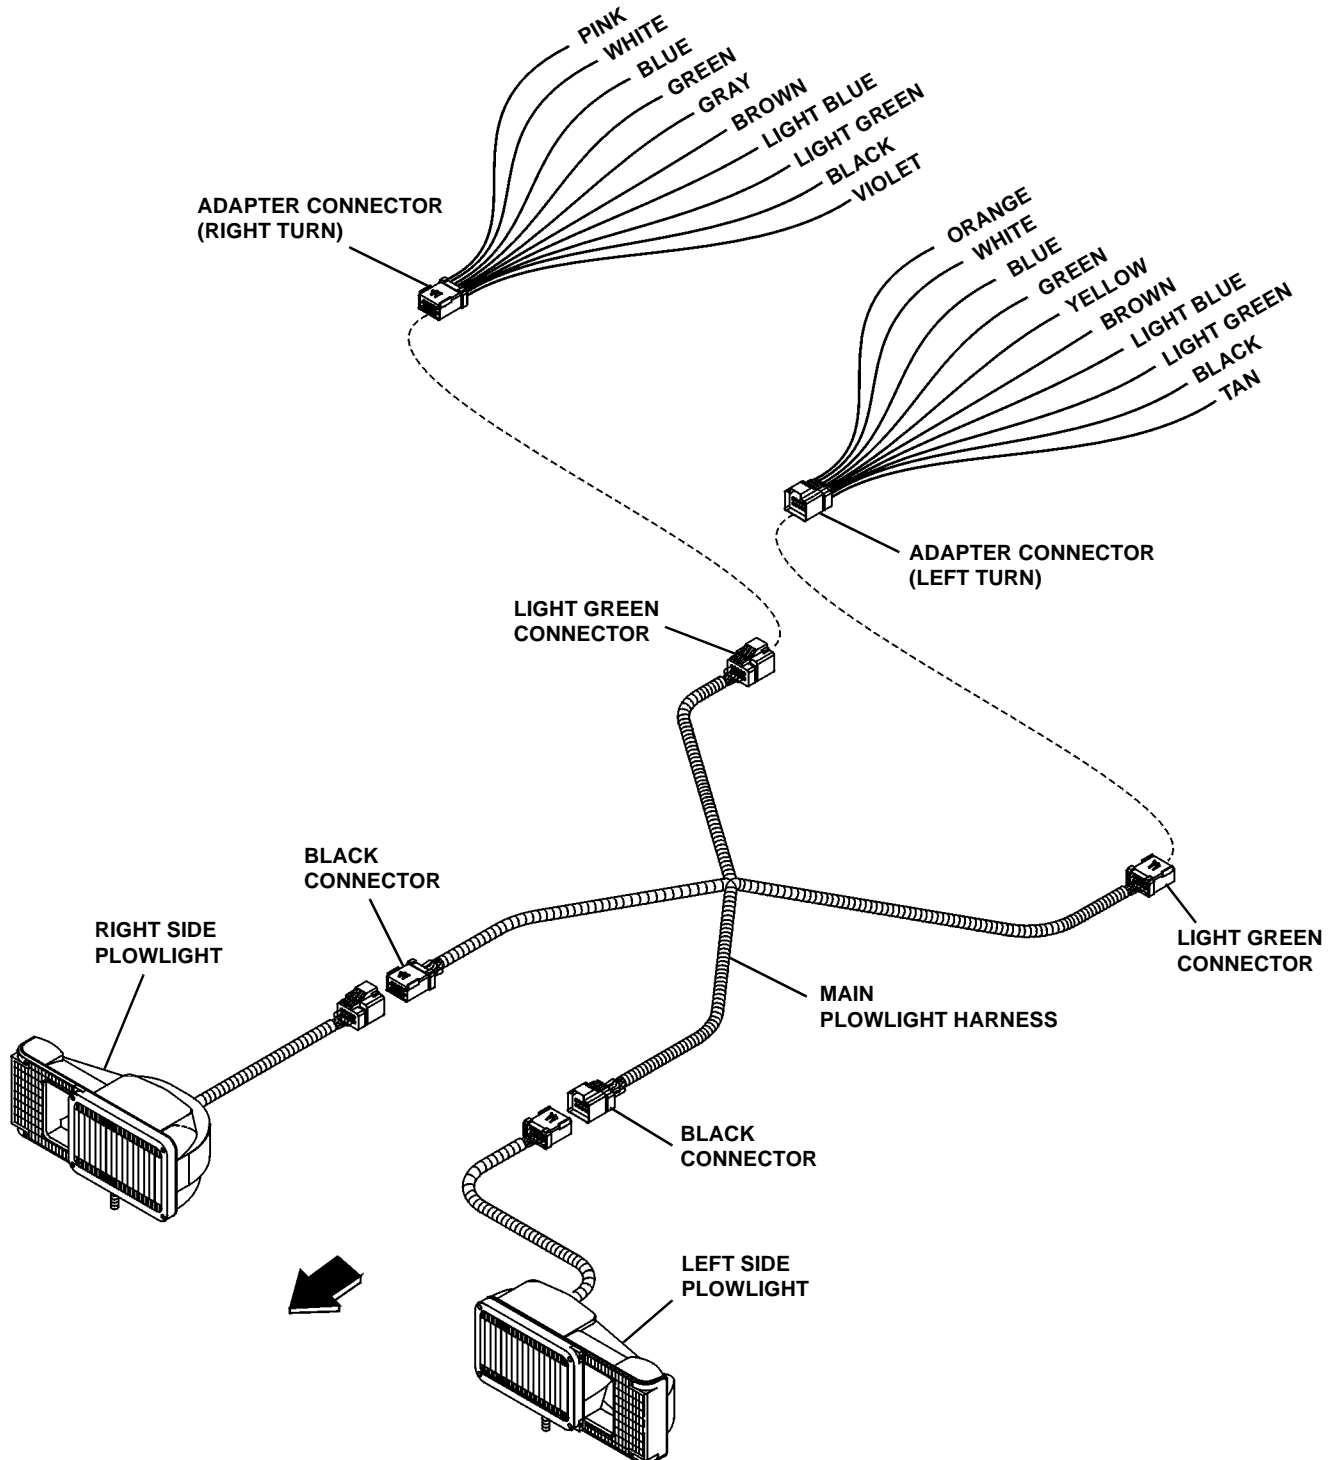 PINK
WHITE
BLUE
GREEN
GRAY
BROWN
LIGHT BLUE
LIGHT GREEN
BLACK
VIOLET
ADAPTER CONNECTOR
(RIGHT TURN)
ORANGE
WHITE
BLUE
GREEN
YELLOW
BROWN
LIGHT BLUE
LIGHT GREEN
BLACK
TAN
ADAPTER CONNECTOR
(LEFT TURN)
LIGHT GREEN
CONNECTOR
BLACK
CONNECTOR
RIGHT SIDE
PLOWLIGHT
LIGHT GREEN
CONNECTOR
MAIN
PLOWLIGHT HARNESS
BLACK
CONNECTOR
LEFT SIDE
PLOWLIGHT